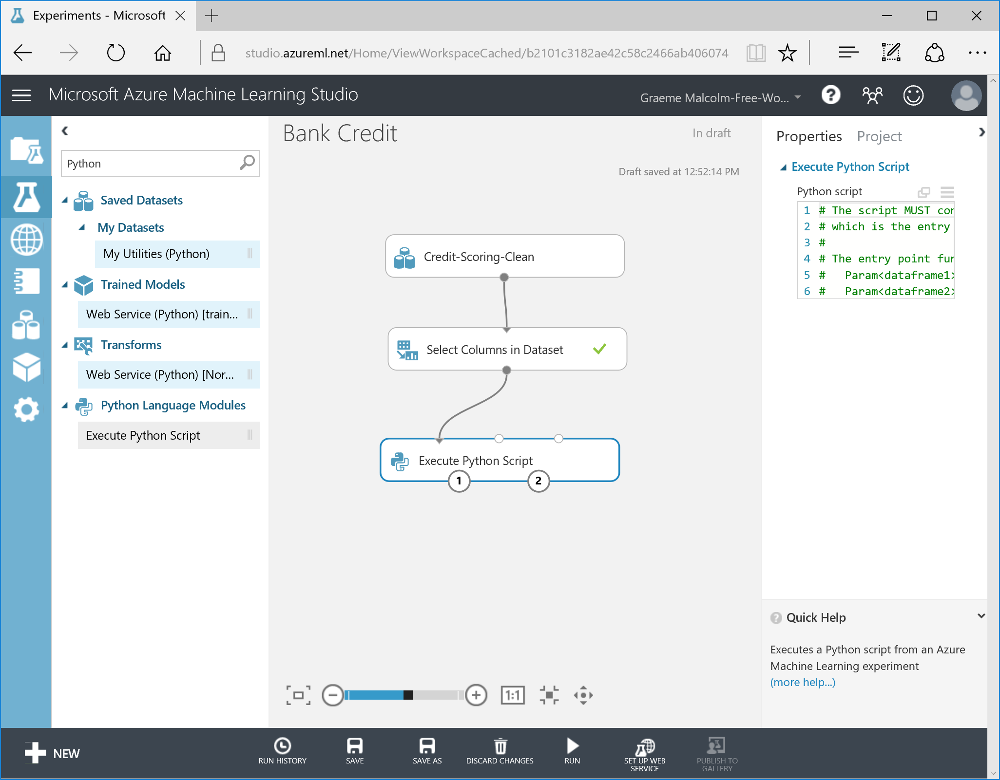 Experiments - Microsoft
studio.azureml.net/Home/ViewWorkspaceCached/b2101c3182ae42c58c2466ab406074
Microsoft Azure Machine Learning Studio
Graeme Malcolm-Free-Wo...
?
Python
Saved Datasets
My Datasets
My Utilities (Python)
Trained Models
Web Service (Python) [train...
Transforms
Web Service (Python) [Nor...
Python Language Modules
Execute Python Script
Bank Credit
In draft
Draft saved at 12:52:14 PM
Credit-Scoring-Clean
Select Columns in Dataset
Execute Python Script
1
2
1:1
Properties
Project
Execute Python Script
Python script
1 # The script MUST con
2 # which is the entry
3 #
4 # The entry point fun
5 #   Param<dataframe1>
6 #   Param<dataframe2>
? Quick Help
Executes a Python script from an Azure
Machine Learning experiment
(more help...)
NEW
RUN HISTORY
SAVE
SAVE AS
DISCARD CHANGES
RUN
SET UP WEB
SERVICE
PUBLISH TO
GALLERY